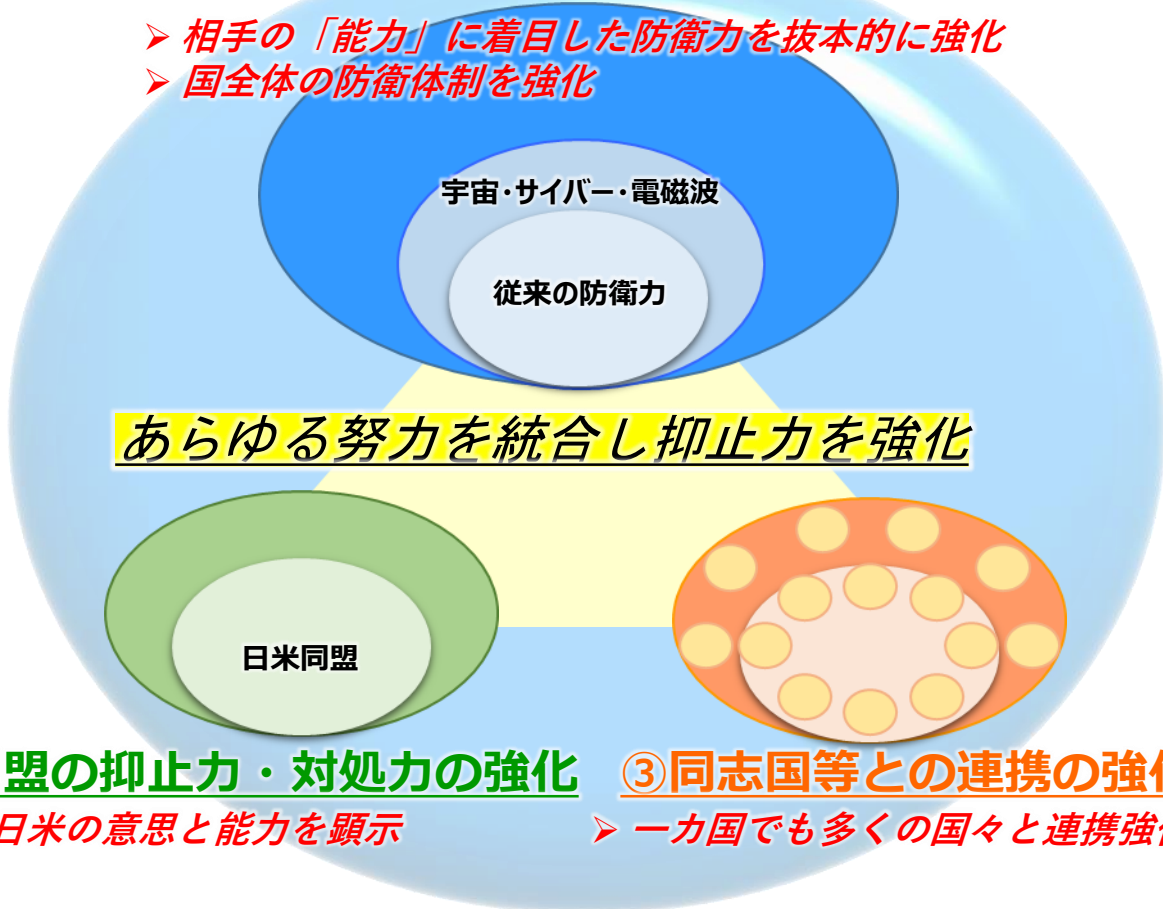 ➢ 相手の「能力」に着目した防衛力を抜本的に強化
➢ 国全体の防衛体制を強化
宇宙・サイバー・電磁波
従来の防衛力
あらゆる努力を統合し抑止力を強化
日米同盟
盟の抑止力・対処力の強化
③同志国等との連携の強化
日米の意思と能力を顕示
➢ 一カ国でも多くの国々と連携強